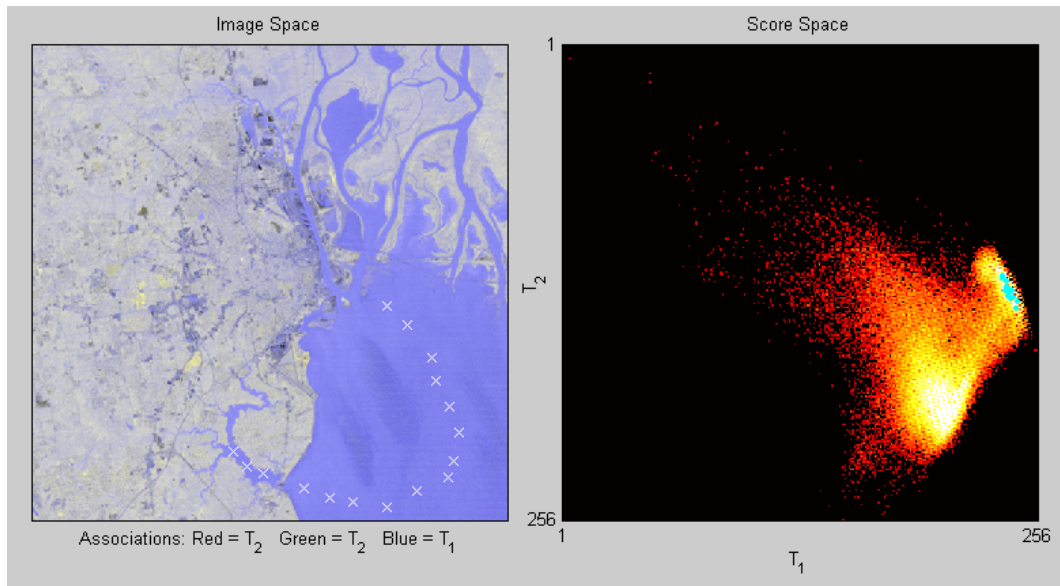 Image Space
Score Space
1
T2
256
1
256
T1
Associations: Red = T2 Green = T2 Blue = T1